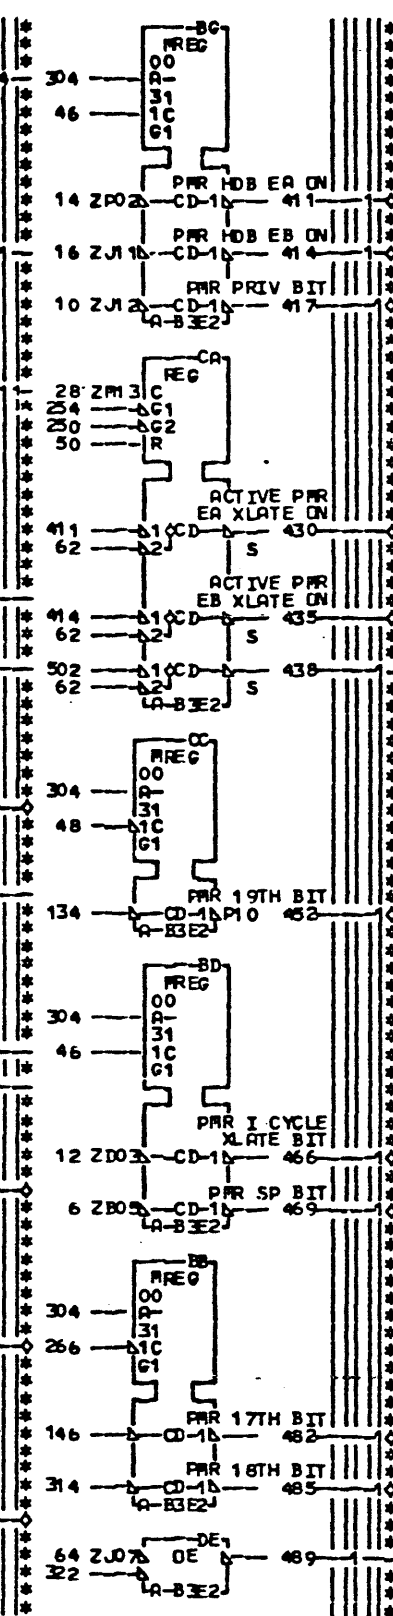 BG
MREG
00
304 A-
31
46 1C
G1
PMR HDB EA ON
14 ZP02 CD-1 411 1
PMR HDB EB ON
16 ZJ11 CD-1 414 1
PMR PRIV BIT
10 ZJ12 CD-1 417 1
A-B3E2
CA
REG
28 ZM13 C
254 G1
250 G2
50 R
ACTIVE PMR
EA XLATE ON
411 1 CD 430
62 2 S
ACTIVE PMR
EB XLATE ON
414 1 CD 435
62 2 S
502 1 CD 438
62 2 S
A-B3E2
CC
MREG
00
304 A-
31
48 1C
G1
PMR 19TH BIT
134 CD-1 P10 452
A-B3E2
BD
MREG
00
304 A-
31
46 1C
G1
PMR I CYCLE
XLATE BIT
12 ZD03 CD-1 466
PMR SP BIT
6 ZB05 CD-1 469
A-B3E2
BB
MREG
00
304 A-
31
266 1C
G1
PMR 17TH BIT
146 CD-1 482
PMR 18TH BIT
314 CD-1 485
A-B3E2
DE
64 ZJ07 OE 489
322
A-B3E2